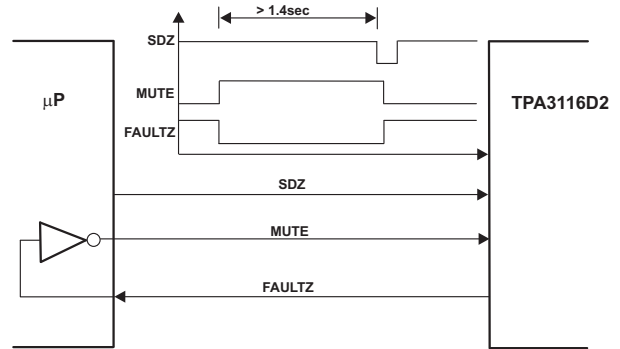 > 1.4sec
SDZ
MUTE
FAULTZ
μP
TPA3116D2
SDZ
MUTE
FAULTZ